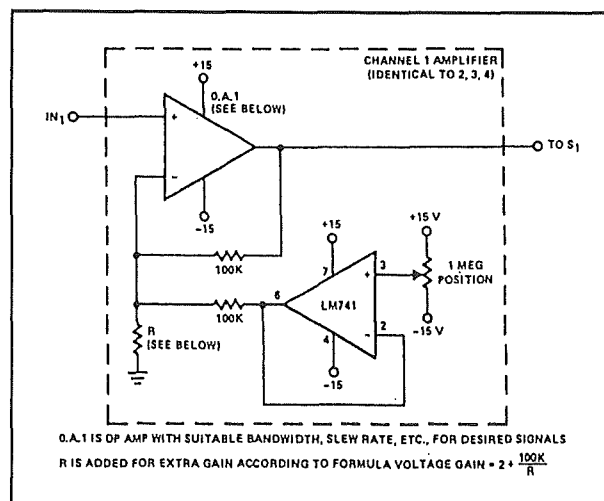 CHANNEL 1 AMPLIFIER
(IDENTICAL TO 2, 3, 4)
+15
O.A.1
(SEE BELOW)
IN1
+
TO S1
−
−15
+15
+15 V
100K
7
3
1 MEG
POSITION
+
100K
6
LM741
2
R
(SEE BELOW)
4
−
−15 V
−15
O.A.1 IS OP AMP WITH SUITABLE BANDWIDTH, SLEW RATE, ETC., FOR DESIRED SIGNALS
R IS ADDED FOR EXTRA GAIN ACCORDING TO FORMULA VOLTAGE GAIN = 2 + 100K/R